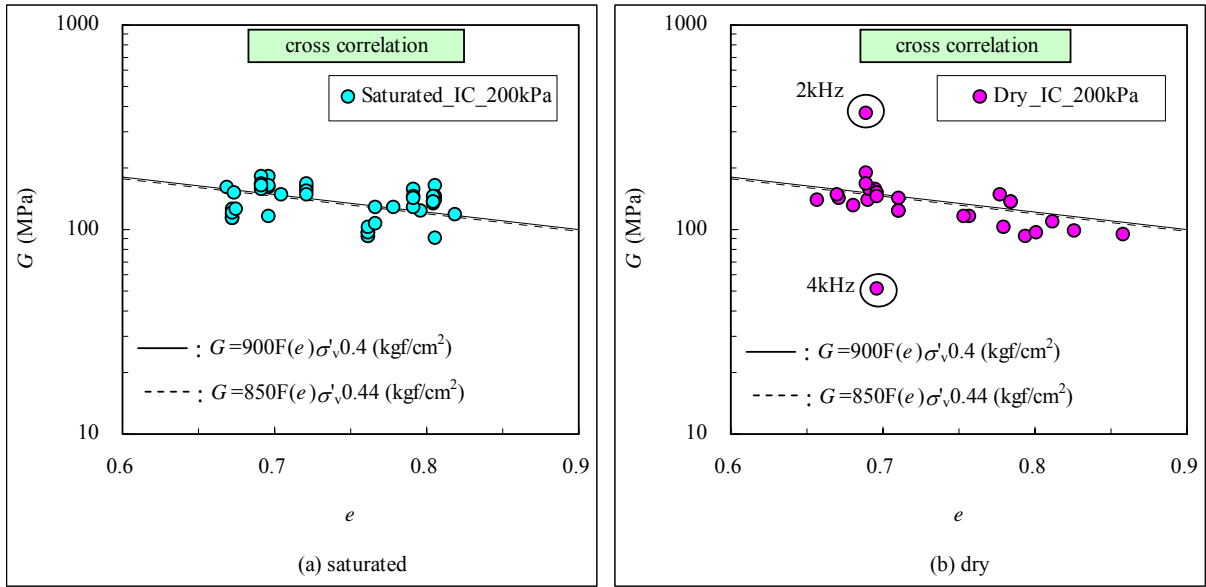 1000
cross correlation
Saturated_IC_200kPa
G (MPa)
100
: G=900F(e)σ'v0.4 (kgf/cm²)
: G=850F(e)σ'v0.44 (kgf/cm²)
10
0.6 0.7 0.8 0.9
e
(a) saturated
1000
cross correlation
2kHz
Dry_IC_200kPa
G (MPa)
100
4kHz
: G=900F(e)σ'v0.4 (kgf/cm²)
: G=850F(e)σ'v0.44 (kgf/cm²)
10
0.6 0.7 0.8 0.9
e
(b) dry